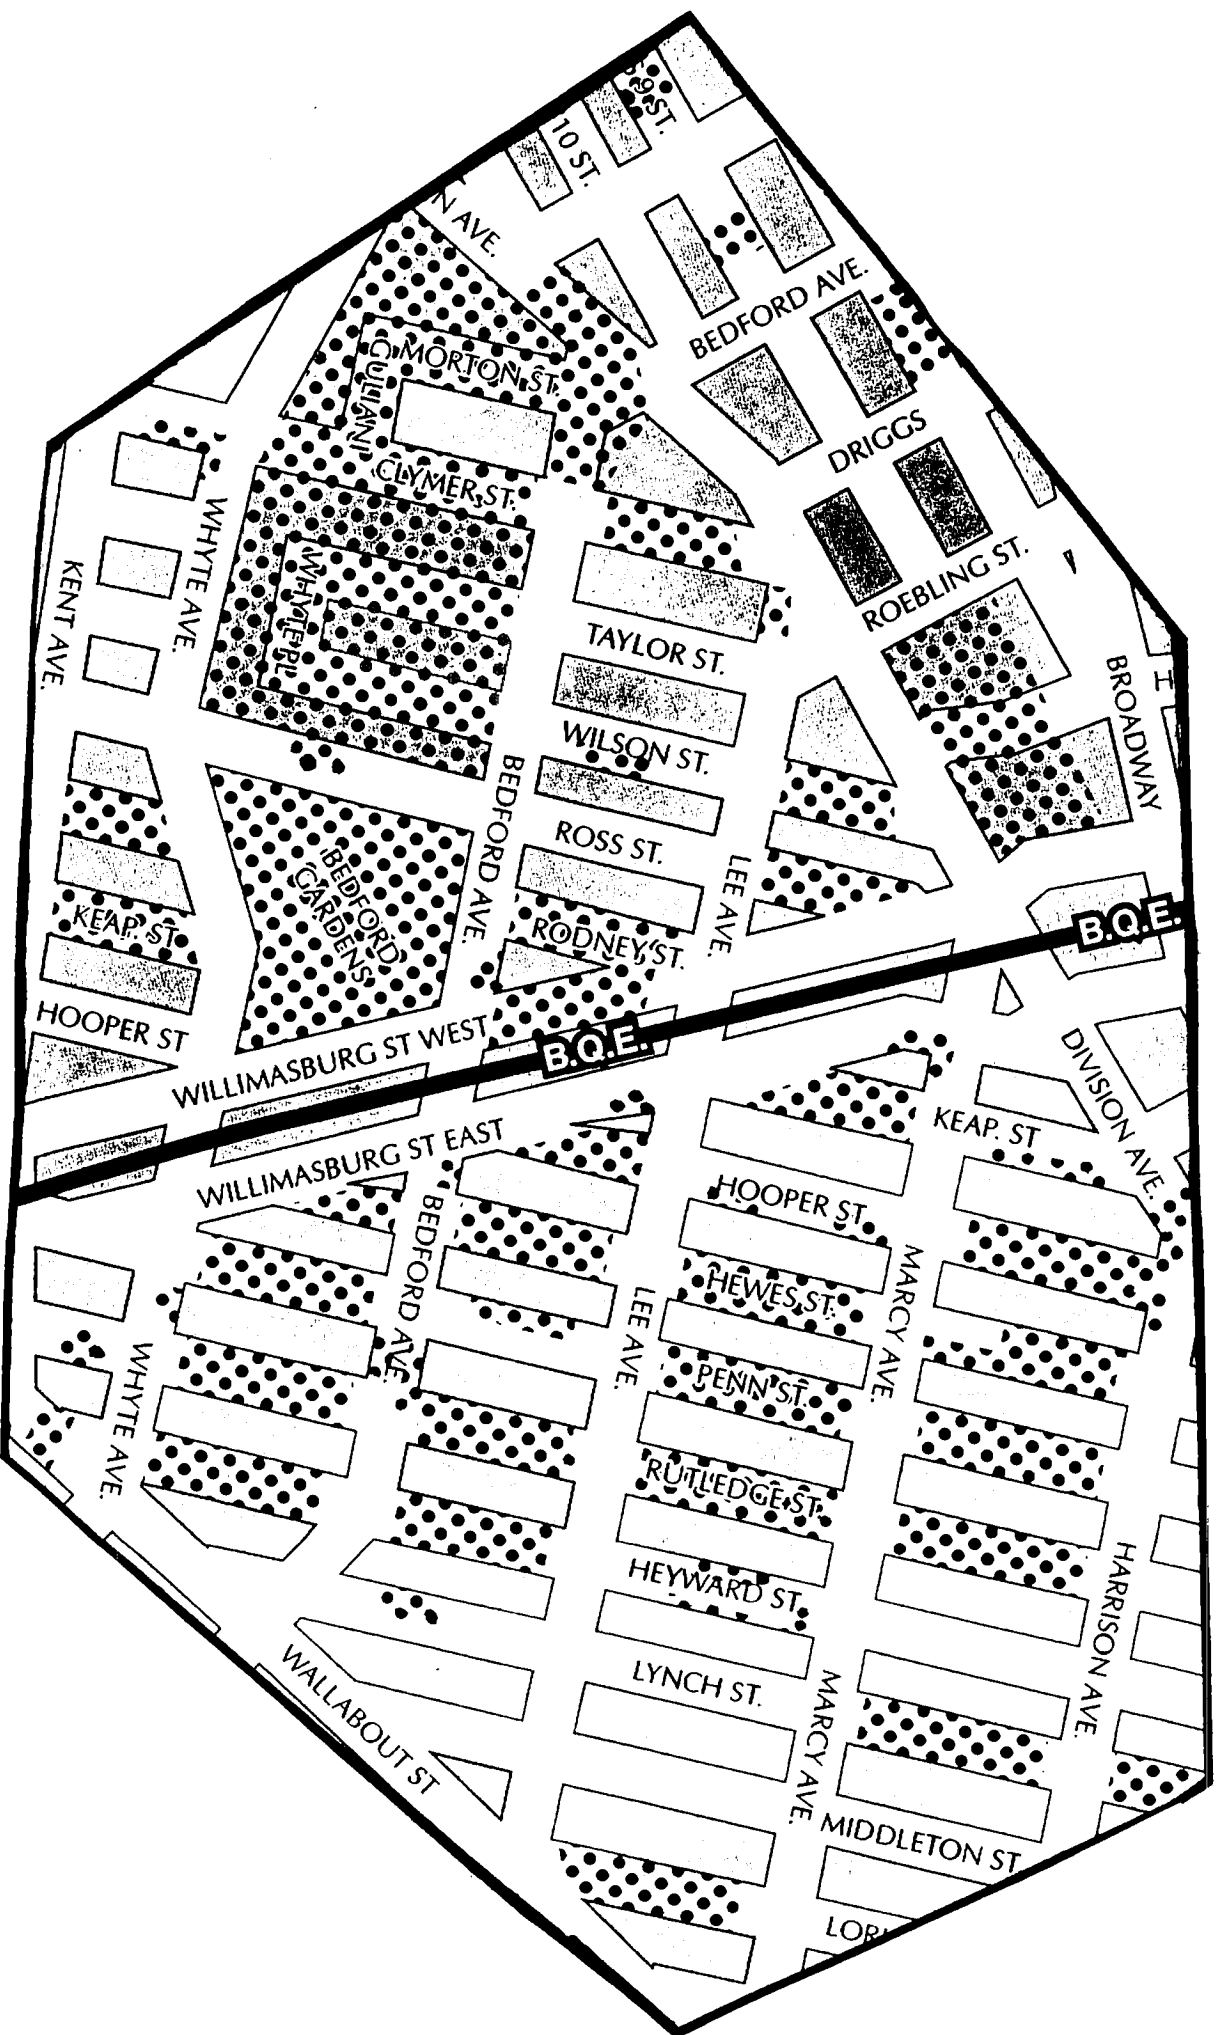 9 ST.
10 ST.
N AVE.
BEDFORD AVE.
MORTON ST.
DRIGGS
CLYMER ST.
ROEBLING ST.
WHYTE AVE.
KENT AVE.
WHYTE PL
TAYLOR ST.
BROADWAY
WILSON ST.
BEDFORD AVE.
ROSS ST.
LEE AVE.
BEDFORD
GARDENS
KEAP. ST
RODNEY ST.
B.Q.E.
HOOPER ST
WILLIMASBURG ST WEST
B.Q.E.
DIVISION AVE.
KEAP. ST
WILLIMASBURG ST EAST
HOOPER ST.
BEDFORD AVE.
MARCY AVE.
HEWES ST.
LEE AVE.
WHYTE AVE.
PENN ST.
RUTLEDGE ST.
HARRISON AVE.
HEYWARD ST.
WALLABOUT ST
LYNCH ST.
MARCY AVE.
MIDDLETON ST.